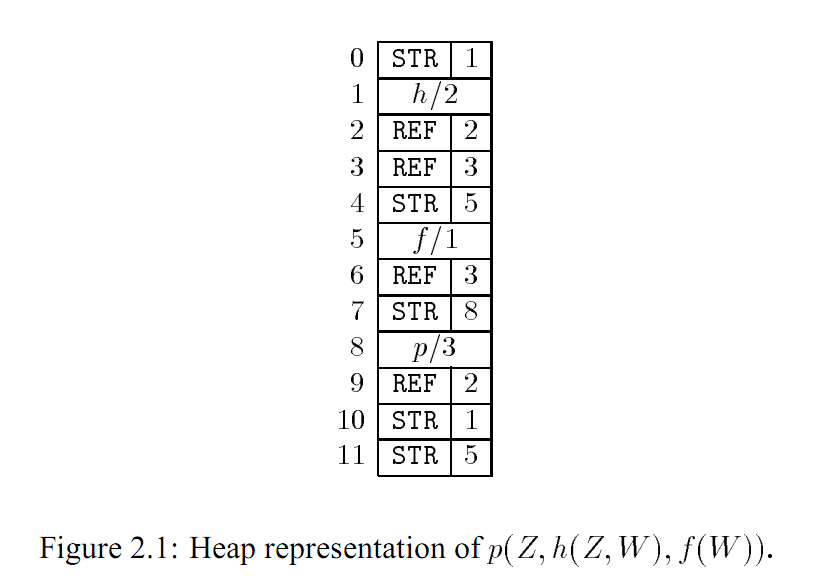 0 STR 1
1 h/2
2 REF 2
3 REF 3
4 STR 5
5 f/1
6 REF 3
7 STR 8
8 p/3
9 REF 2
10 STR 1
11 STR 5
Figure 2.1: Heap representation of p(Z, h(Z, W), f(W)).